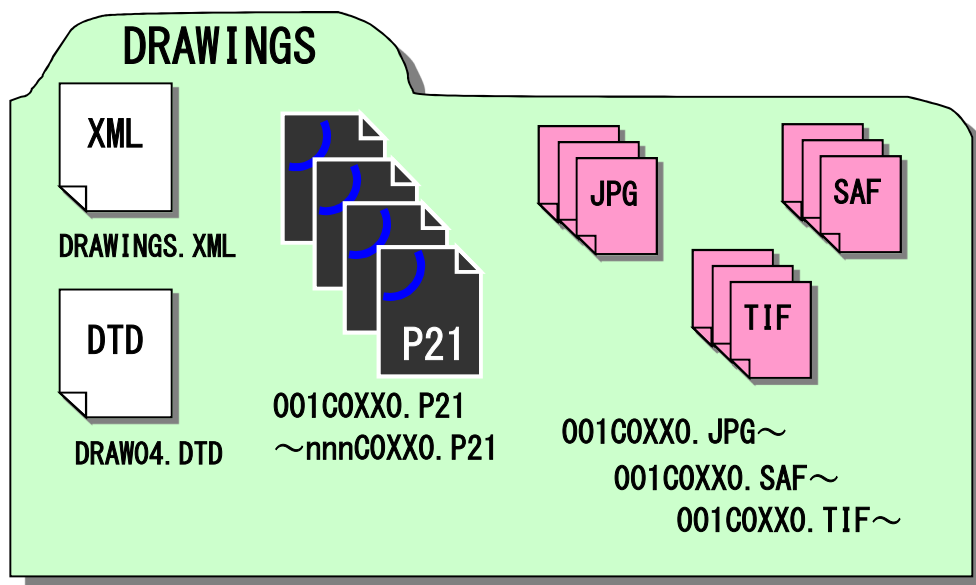 DRAWINGS
XML
DRAWINGS.XML
DTD
DRAW04.DTD
P21
001C0XX0.P21
～nnnC0XX0.P21
JPG
SAF
TIF
001C0XX0.JPG～
001C0XX0.SAF～
001C0XX0.TIF～